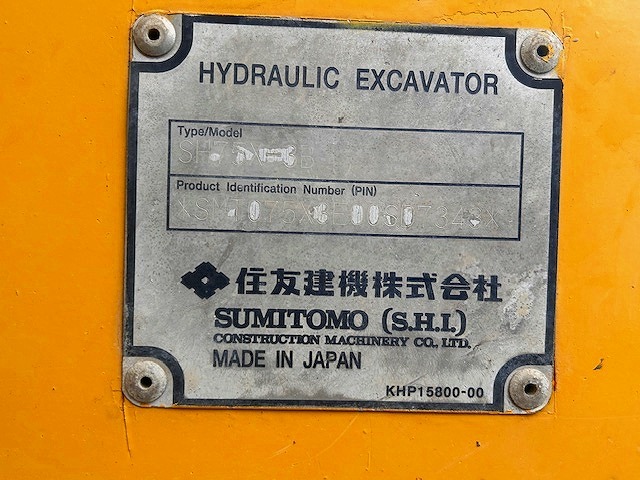 HYDRAULIC EXCAVATOR
Type/Model
Product Identification Number (PIN)
住友建機株式会社
SUMITOMO (S.H.I.)
CONSTRUCTION MACHINERY CO., LTD.
MADE IN JAPAN
KHP15800-00